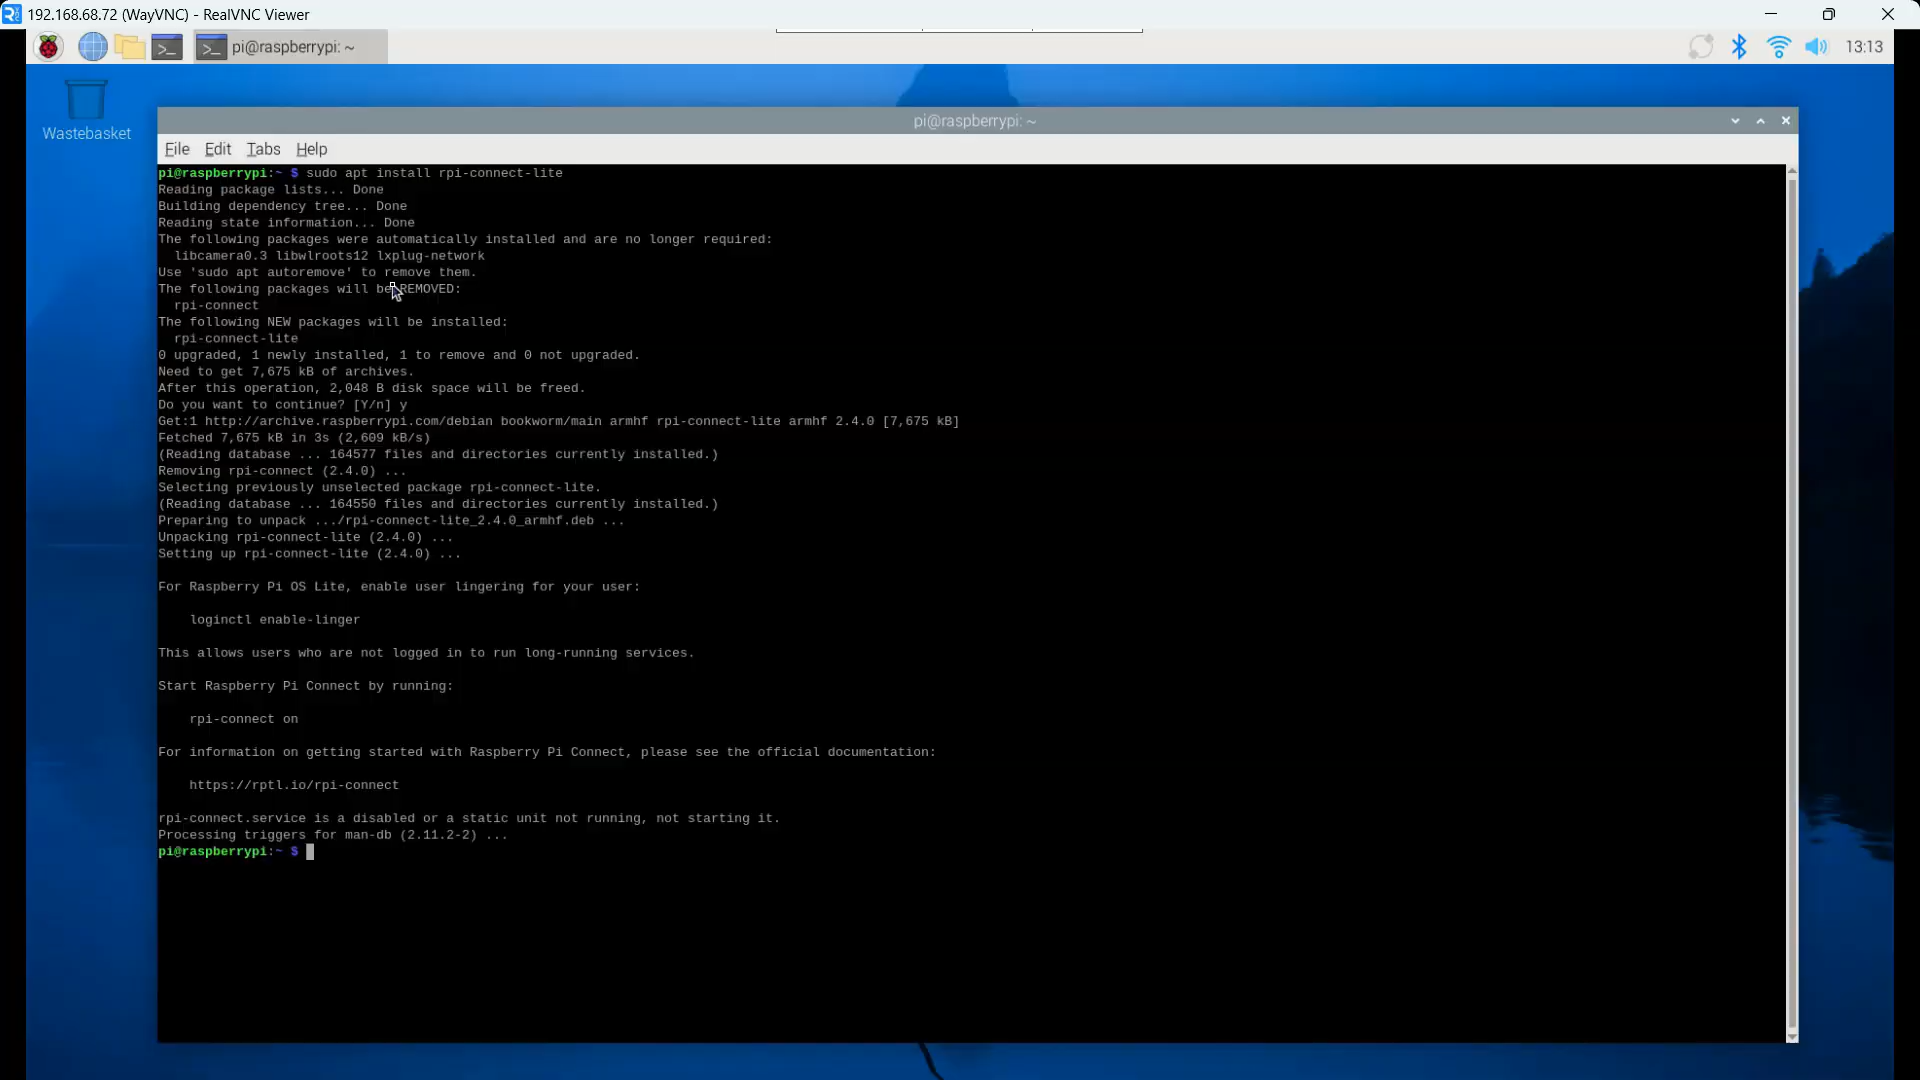 192.168.68.72 (WayVNC) - RealVNC Viewer
pi@raspberrypi: ~
13:13
Wastebasket
pi@raspberrypi: ~
File Edit Tabs Help
pi@raspberrypi:~ $ sudo apt install rpi-connect-lite
Reading package lists... Done
Building dependency tree... Done
Reading state information... Done
The following packages were automatically installed and are no longer required:
  libcamera0.3 libwlroots12 lxplug-network
Use 'sudo apt autoremove' to remove them.
The following packages will be REMOVED:
  rpi-connect
The following NEW packages will be installed:
  rpi-connect-lite
0 upgraded, 1 newly installed, 1 to remove and 0 not upgraded.
Need to get 7,675 kB of archives.
After this operation, 2,048 B disk space will be freed.
Do you want to continue? [Y/n] y
Get:1 http://archive.raspberrypi.com/debian bookworm/main armhf rpi-connect-lite armhf 2.4.0 [7,675 kB]
Fetched 7,675 kB in 3s (2,609 kB/s)
(Reading database ... 164577 files and directories currently installed.)
Removing rpi-connect (2.4.0) ...
Selecting previously unselected package rpi-connect-lite.
(Reading database ... 164550 files and directories currently installed.)
Preparing to unpack .../rpi-connect-lite_2.4.0_armhf.deb ...
Unpacking rpi-connect-lite (2.4.0) ...
Setting up rpi-connect-lite (2.4.0) ...
For Raspberry Pi OS Lite, enable user lingering for your user:
    loginctl enable-linger
This allows users who are not logged in to run long-running services.
Start Raspberry Pi Connect by running:
    rpi-connect on
For information on getting started with Raspberry Pi Connect, please see the official documentation:
    https://rptl.io/rpi-connect
rpi-connect.service is a disabled or a static unit not running, not starting it.
Processing triggers for man-db (2.11.2-2) ...
pi@raspberrypi:~ $